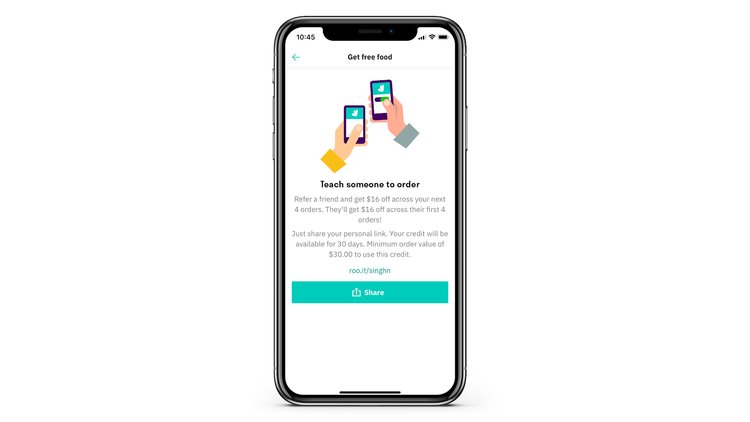 10:45
Get free food
Teach someone to order
Refer a friend and get $16 off across your next
4 orders. They'll get $16 off across their first 4
orders!
Just share your personal link. Your credit will be
available for 30 days. Minimum order value of
$30.00 to use this credit.
roo.it/singhn
Share